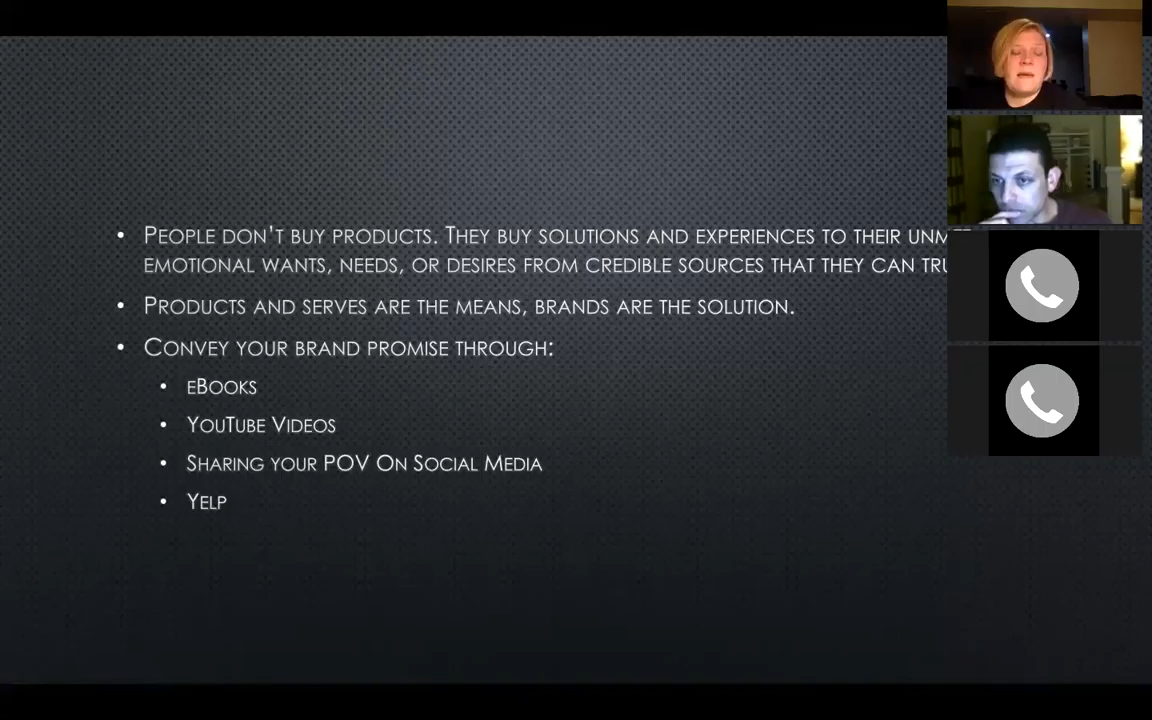 • People don't buy products. They buy solutions and experiences to their
emotional wants, needs, or desires from credible sources that they can
• Products and serves are the means, brands are the solution.
• Convey your brand promise through:
• eBooks
• YouTube Videos
• Sharing your POV On Social Media
• Yelp